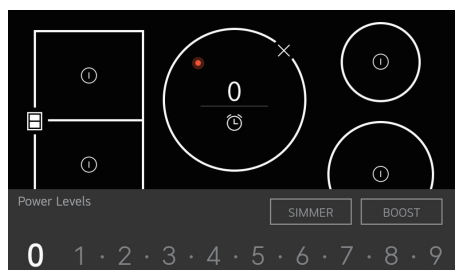 0
Power Levels
SIMMER
BOOST
0 1 · 2 · 3 · 4 · 5 · 6 · 7 · 8 · 9